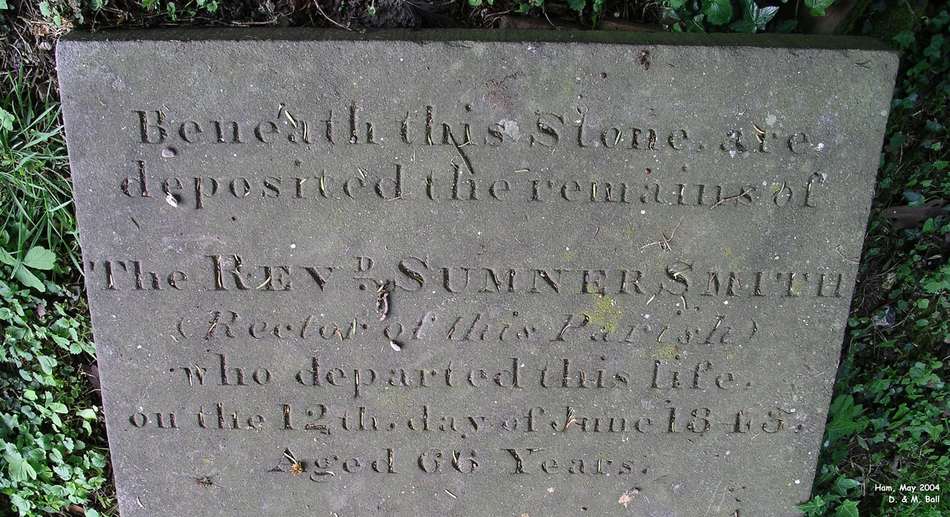 Beneath this Stone, are
deposited the remains of
The REVD. SUMNER SMITH
(Rector of this Parish)
who departed this life.
on the 12th. day of June 1843.
Aged 66 Years.
Ham, May 2004
D. & M. Ball